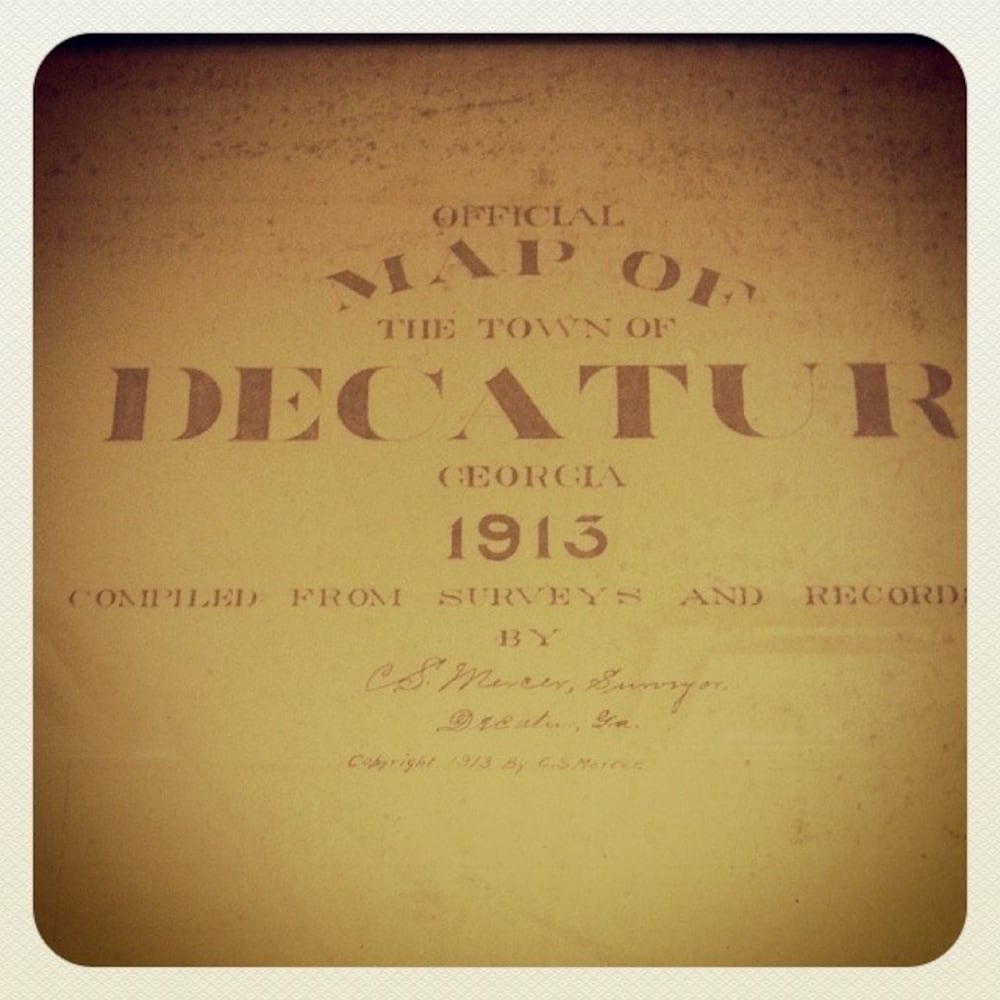 OFFICIAL
MAP OF
THE TOWN OF
DECATUR
GEORGIA
1913
COMPILED FROM SURVEYS AND RECORDS
BY
C.S. Mercer, Surveyor.
Decatur, Ga.
Copyright 1913 By C.S Mercer.